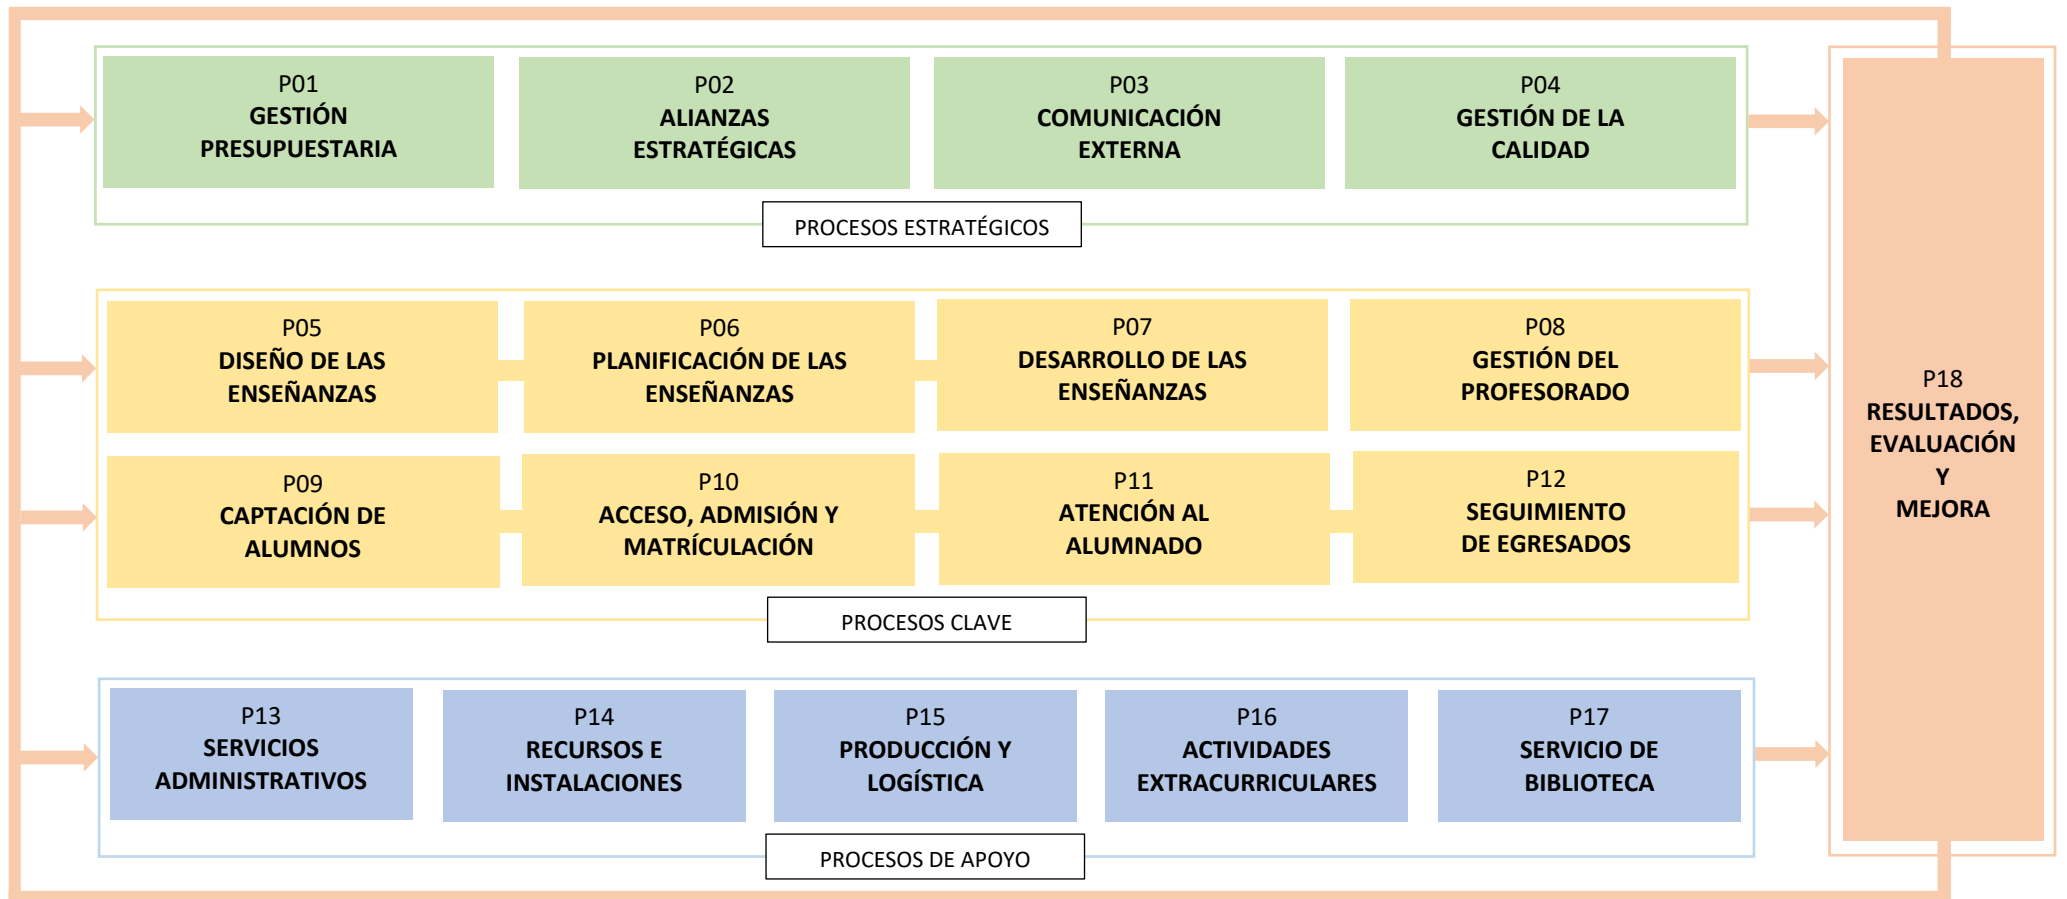 P01
GESTIÓN
PRESUPUESTARIA
P02
ALIANZAS
ESTRATÉGICAS
P03
COMUNICACIÓN
EXTERNA
P04
GESTIÓN DE LA
CALIDAD
PROCESOS ESTRATÉGICOS
P05
DISEÑO DE LAS
ENSEÑANZAS
P06
PLANIFICACIÓN DE LAS
ENSEÑANZAS
P07
DESARROLLO DE LAS
ENSEÑANZAS
P08
GESTIÓN DEL
PROFESORADO
P09
CAPTACIÓN DE
ALUMNOS
P10
ACCESO, ADMISIÓN Y
MATRÍCULACIÓN
P11
ATENCIÓN AL
ALUMNADO
P12
SEGUIMIENTO
DE EGRESADOS
PROCESOS CLAVE
P13
SERVICIOS
ADMINISTRATIVOS
P14
RECURSOS E
INSTALACIONES
P15
PRODUCCIÓN Y
LOGÍSTICA
P16
ACTIVIDADES
EXTRACURRICULARES
P17
SERVICIO DE
BIBLIOTECA
PROCESOS DE APOYO
P18
RESULTADOS,
EVALUACIÓN
Y
MEJORA